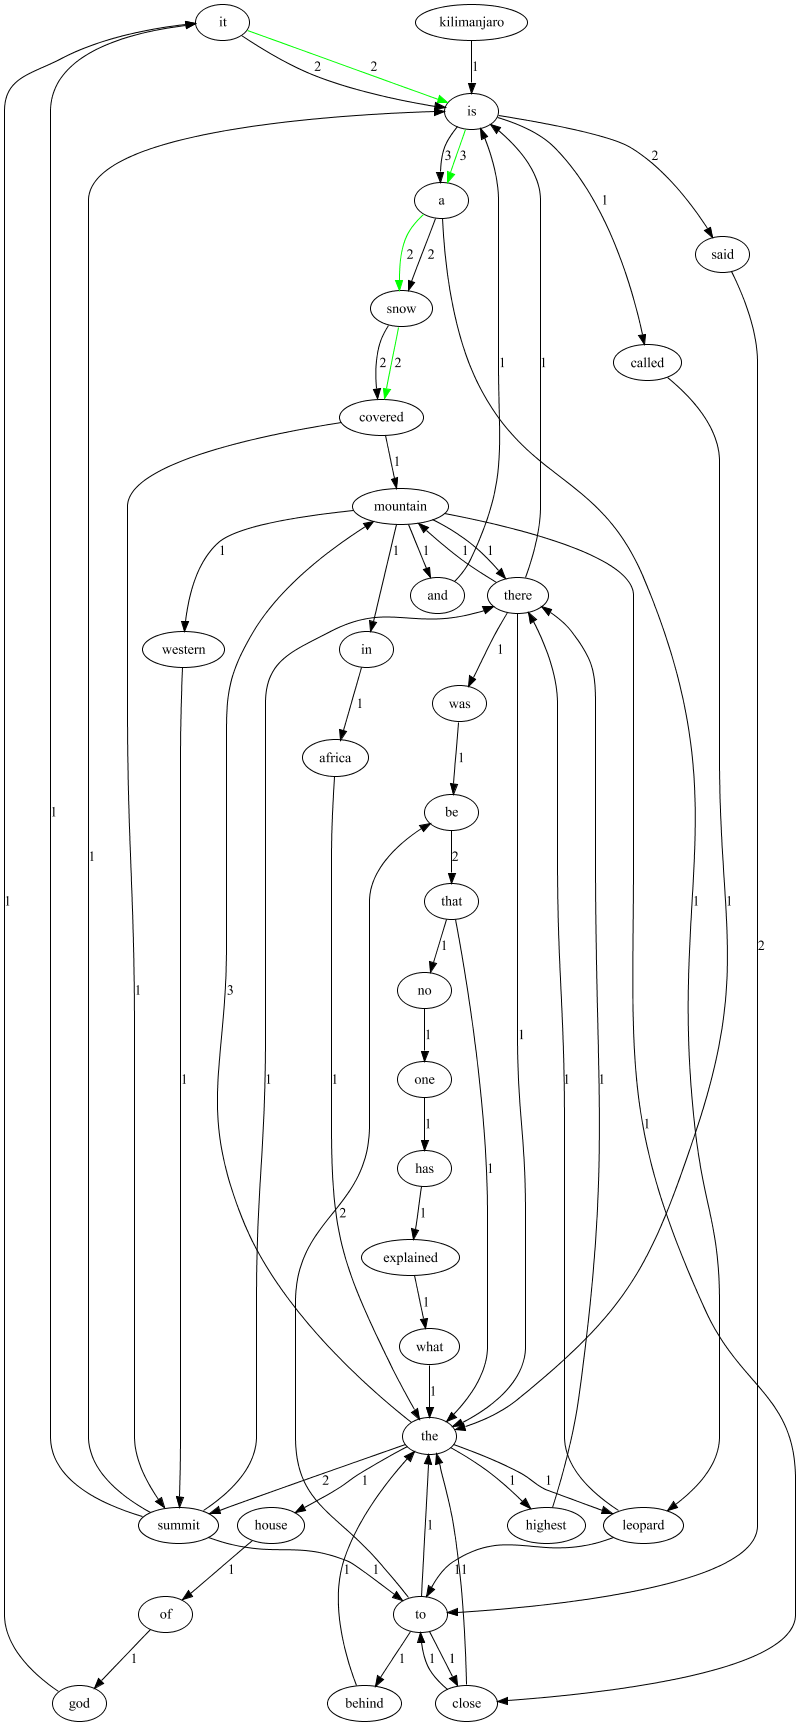 it kilimanjaro
2 2 1
is
3 3 2
a 1
2 2 said
snow
2 2 1 1 called
covered
1
mountain
1 1 1 1 1
and there
western in 1
1 was
africa 1
1 1 be
2
that
1 1 1 1 2
no
3 1 1
1 one 1 1 1
1 1
has
2 1
explained
1
what
1
the
2 1 1 1
summit house highest leopard
1 1 1 1 11
of to
1 1 1
god behind close